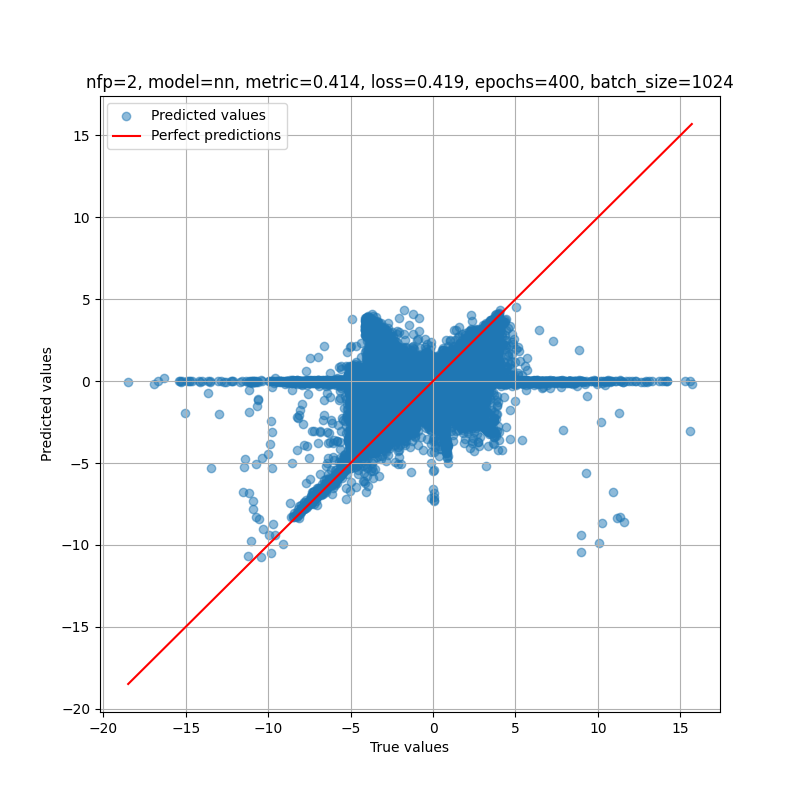 nfp=2, model=nn, metric=0.414, loss=0.419, epochs=400, batch_size=1024
Predicted values
Perfect predictions
15
10
5
0
−5
−10
−15
−20
Predicted values
−20 −15 −10 −5 0 5 10 15
True values